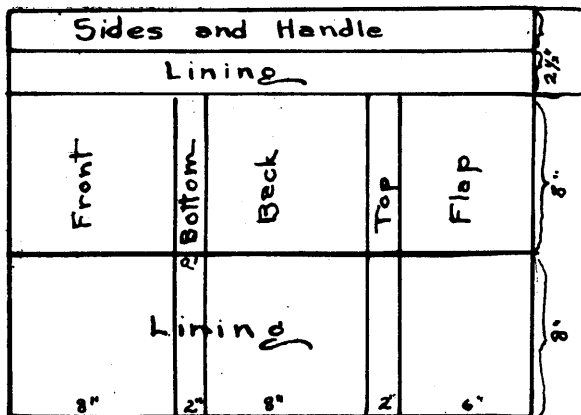 Sides and Handle
Lining
2½"
Front
Bottom
Back
Top
Flap
8"
2"
Lining
8"
8"
2"
8"
2"
6"